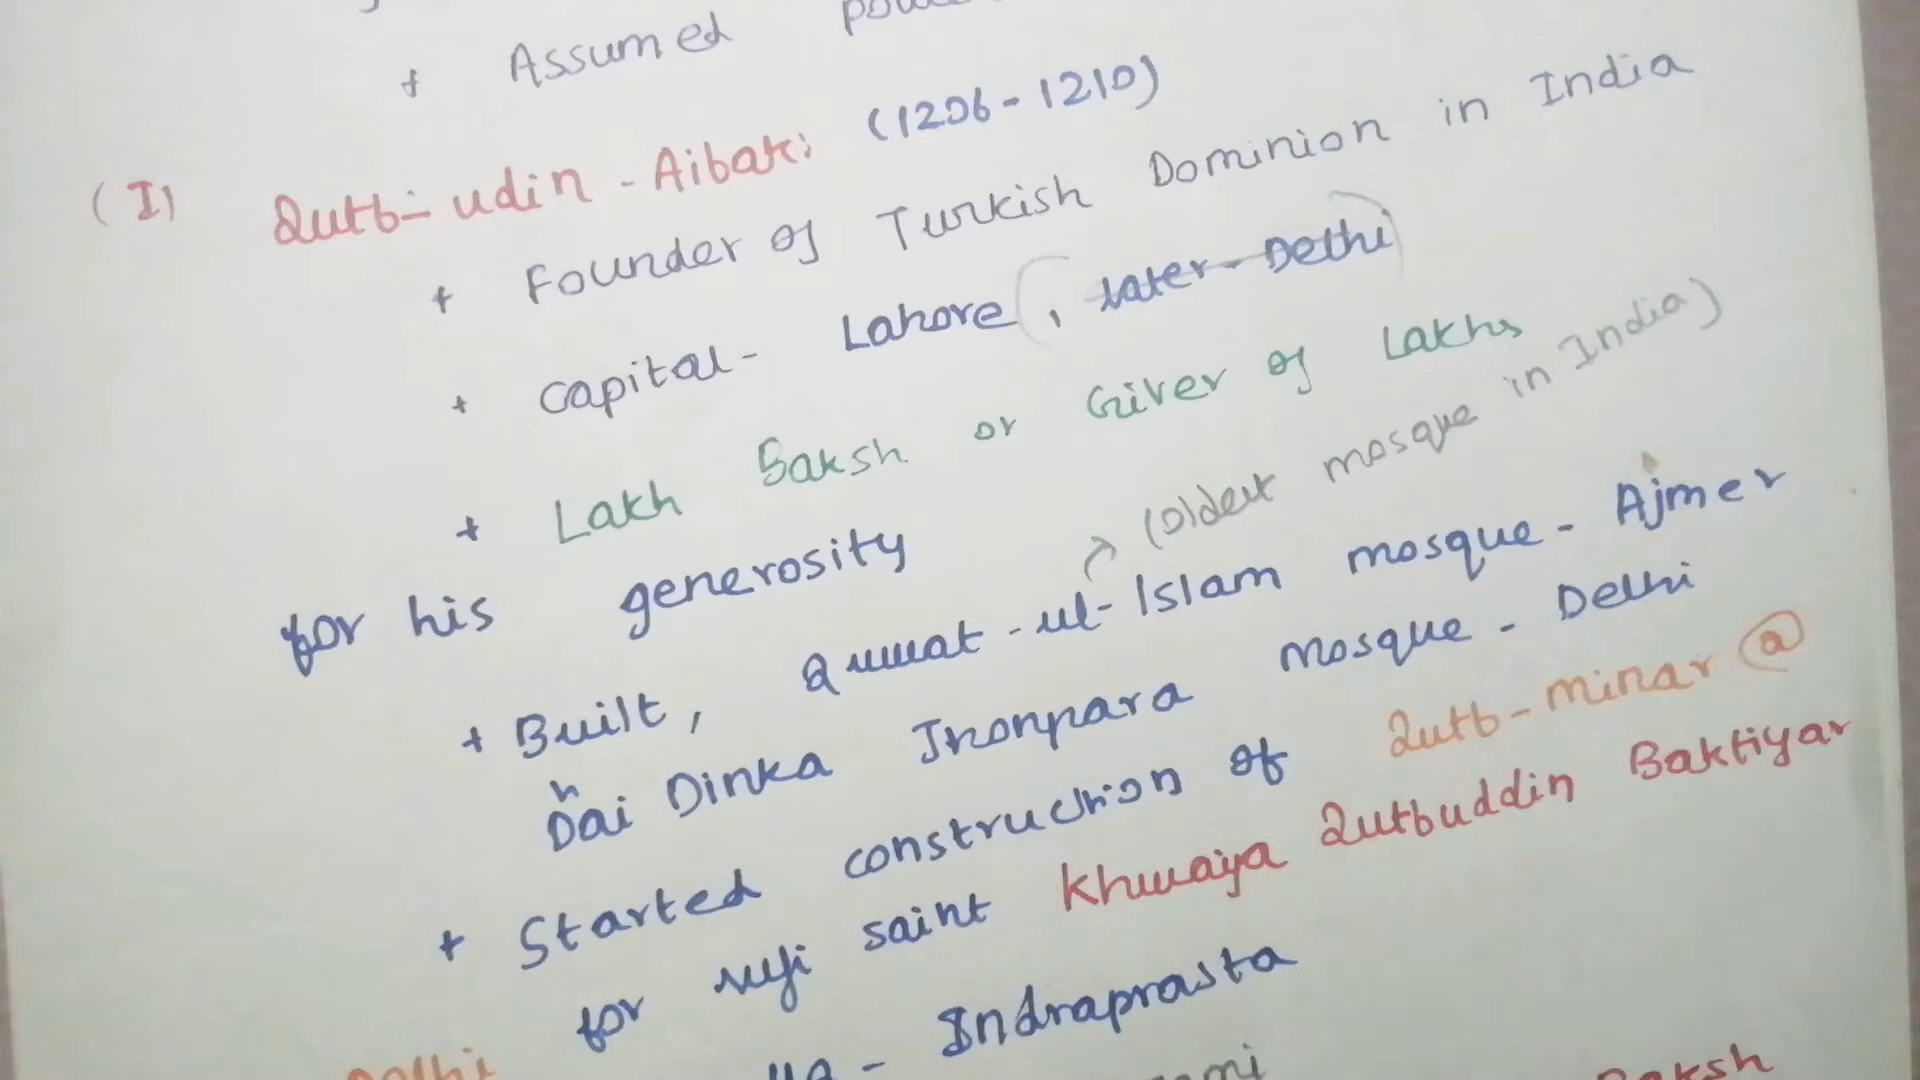 + Assumed
(I) Qutb-udin-Aibak: (1206-1210)
+ Founder of Turkish Dominion in India
+ capital- Lahore, later-Delhi
+ Lakh Baksh or Giver of Lakhs
for his generosity
(oldest mosque in India)
+ Built, Quwat-ul-Islam mosque- Ajmer
Dhai Dinka Jhonpara mosque- Delhi
+ Started construction of Qutb-minar @
for sufi saint Khwaja Qutbuddin Baktiyar
- Indraprasta
Delhi
Baksh